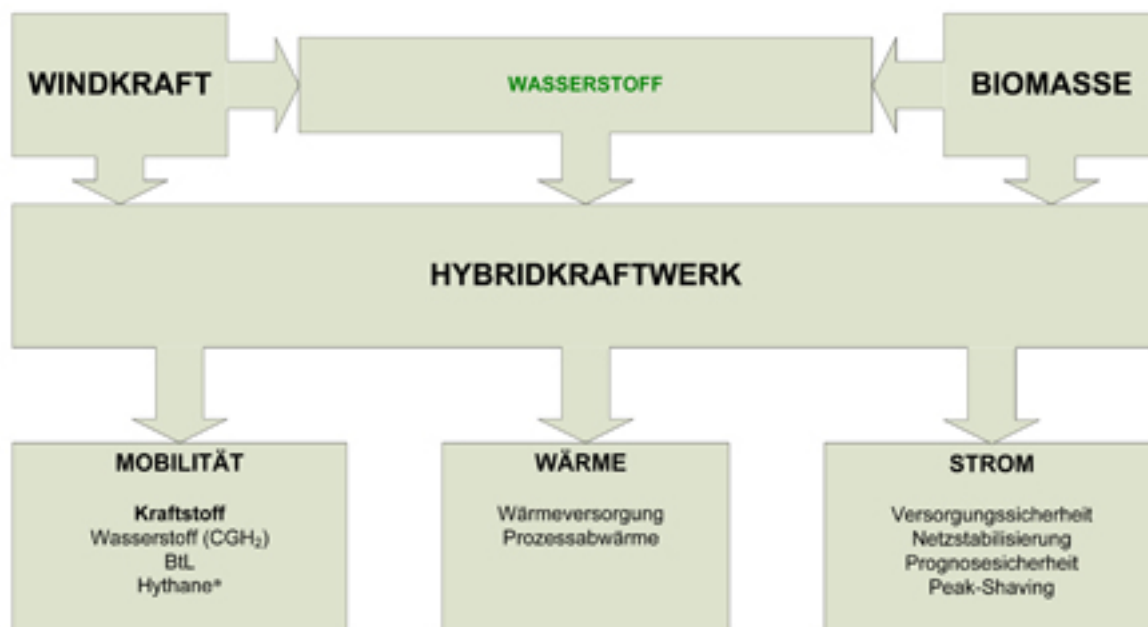 WINDKRAFT
WASSERSTOFF
BIOMASSE
HYBRIDKRAFTWERK
MOBILITÄT
Kraftstoff
Wasserstoff (CGH₂)
BtL
Hythane*
WÄRME
Wärmeversorgung
Prozessabwärme
STROM
Versorgungssicherheit
Netzstabilisierung
Prognosesicherheit
Peak-Shaving